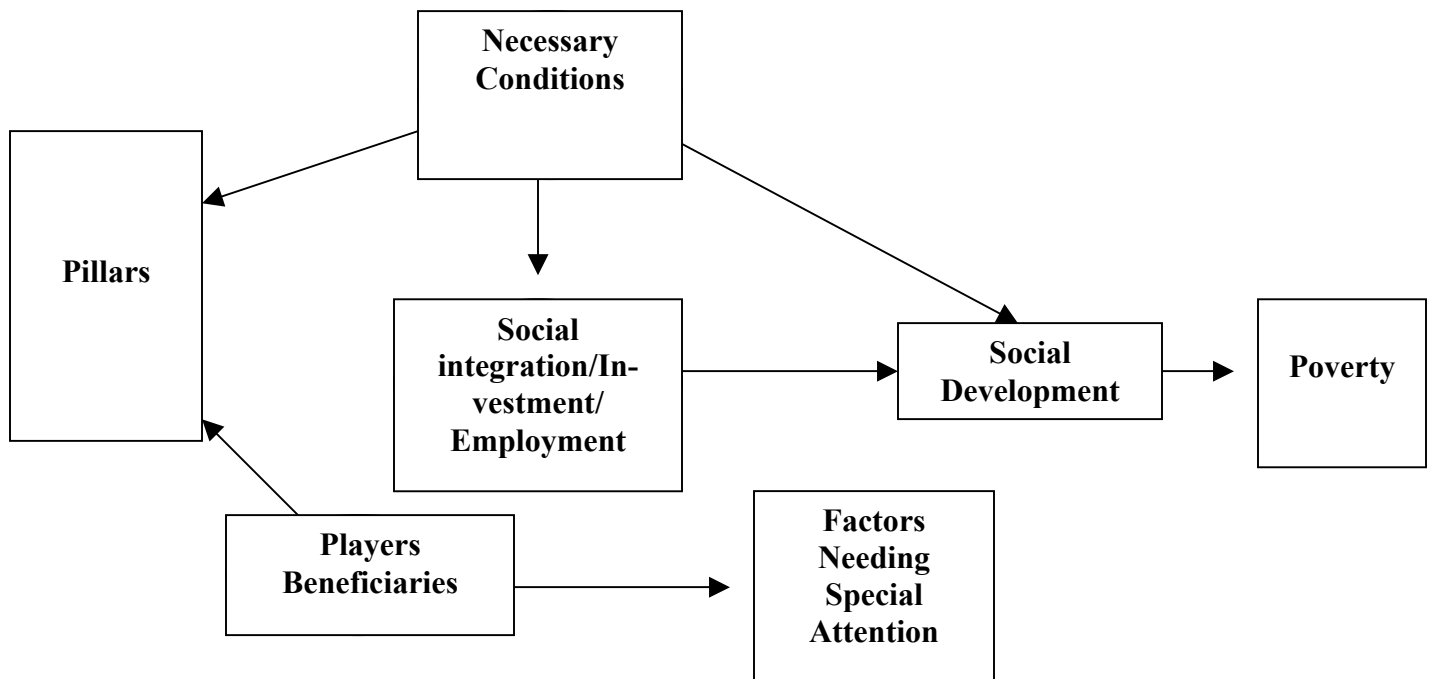 Necessary
Conditions
Pillars
Social
integration/In-
vestment/
Employment
Social
Development
Poverty
Players
Beneficiaries
Factors
Needing
Special
Attention